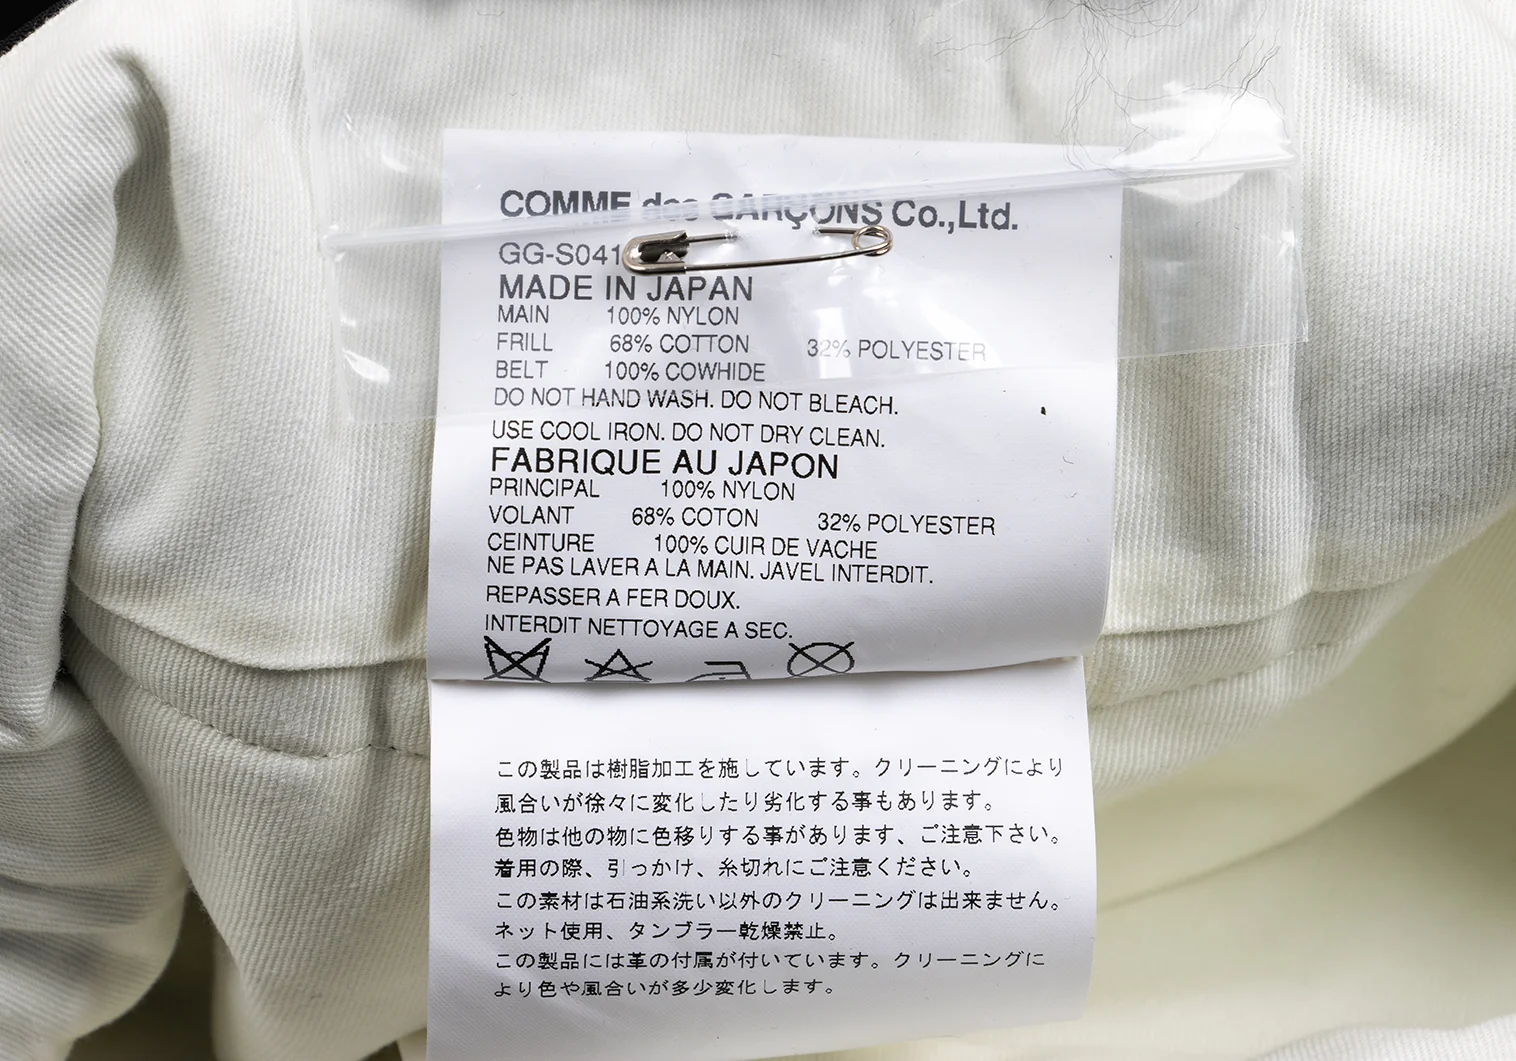 COMME des GARÇONS Co.,Ltd.
GG-S041
MADE IN JAPAN
MAIN 100% NYLON
FRILL 68% COTTON 32% POLYESTER
BELT 100% COWHIDE
DO NOT HAND WASH. DO NOT BLEACH.
USE COOL IRON. DO NOT DRY CLEAN.
FABRIQUE AU JAPON
PRINCIPAL 100% NYLON
VOLANT 68% COTON 32% POLYESTER
CEINTURE 100% CUIR DE VACHE
NE PAS LAVER A LA MAIN. JAVEL INTERDIT.
REPASSER A FER DOUX.
INTERDIT NETTOYAGE A SEC.
この製品は樹脂加工を施しています。クリーニングにより
風合いが徐々に変化したり劣化する事もあります。
色物は他の物に色移りする事があります、ご注意下さい。
着用の際、引っかけ、糸切れにご注意ください。
この素材は石油系洗い以外のクリーニングは出来ません。
ネット使用、タンブラー乾燥禁止。
この製品には革の付属が付いています。クリーニングに
より色や風合いが多少変化します。